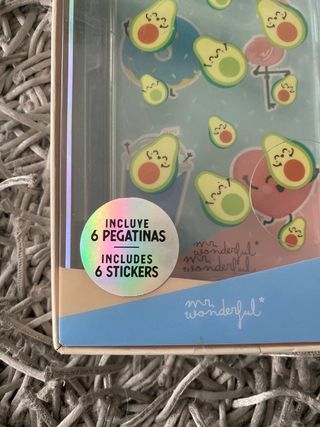 INCLUYE
6 PEGATINAS
INCLUDES
6 STICKERS
mr
wonderful
mr
wonderful
mr
wonderful*